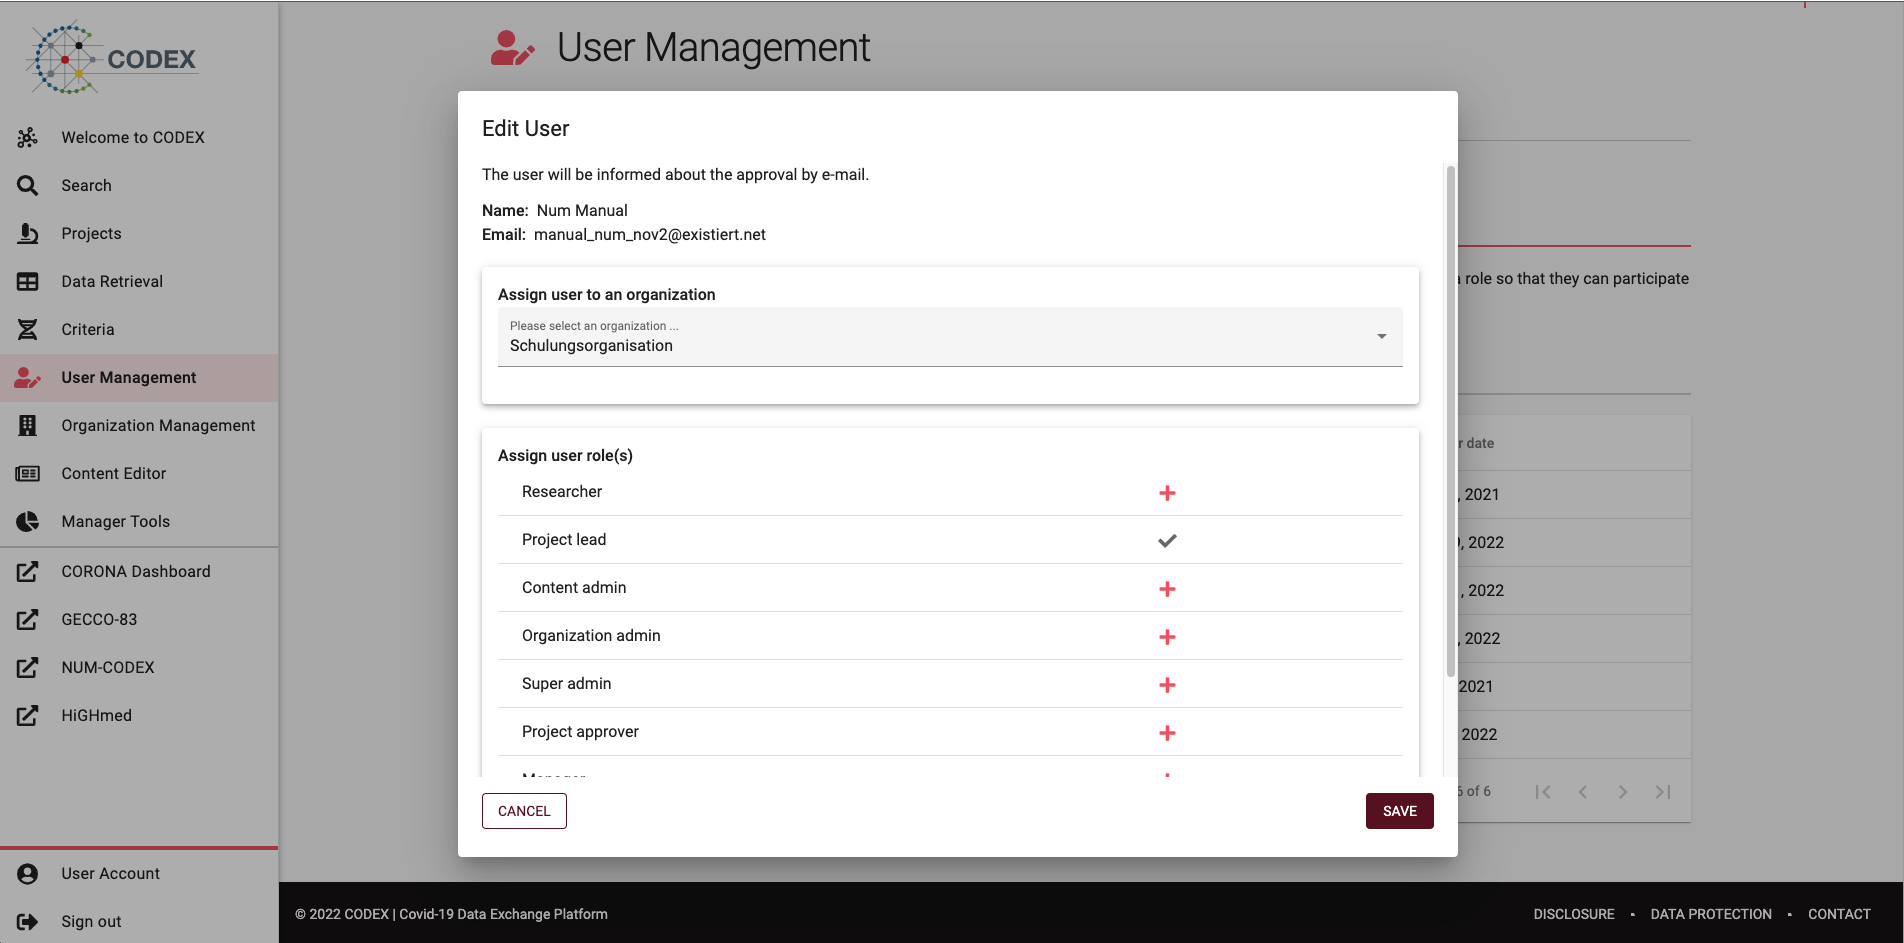 CODEX
Welcome to CODEX
Search
Projects
Data Retrieval
Criteria
User Management
Organization Management
Content Editor
Manager Tools
CORONA Dashboard
GECCO-83
NUM-CODEX
HiGHmed
User Account
Sign out
User Management
Edit User
The user will be informed about the approval by e-mail.
Name: Num Manual
Email: manual_num_nov2@existiert.net
Assign user to an organization
Please select an organization ...
Schulungsorganisation
Assign user role(s)
Researcher
Project lead
Content admin
Organization admin
Super admin
Project approver
Manager
CANCEL
SAVE
a role so that they can participate
r date
, 2021
9, 2022
, 2022
, 2022
2021
2022
6 of 6
© 2022 CODEX | Covid-19 Data Exchange Platform
DISCLOSURE • DATA PROTECTION • CONTACT